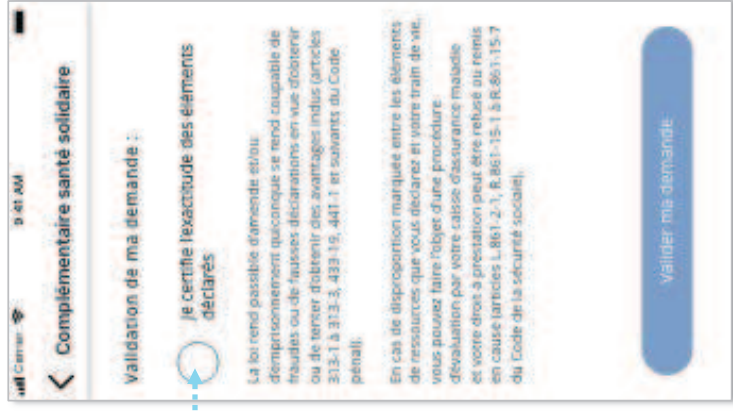 Carrier 9:41 AM
Complémentaire santé solidaire
Validation de ma demande :
Je certifie l'exactitude des éléments
déclarés
La loi rend passible d'amende et/ou
d'emprisonnement quiconque se rend coupable de
fraudes ou de fausses déclarations en vue d'obtenir
ou de tenter d'obtenir des avantages indus (articles
313-1 à 313-3, 433-19, 441-1 et suivants du Code
pénal).
En cas de disproportion marquée entre les éléments
de ressources que vous déclarez et votre train de vie,
vous pouvez faire l'objet d'une procédure
d'évaluation par votre caisse d'assurance maladie
et votre droit à prestation peut être refusé ou remis
en cause (articles L.861-2-1, R.861-15-1 à R.861-15-7
du Code de la sécurité sociale).
Valider ma demande